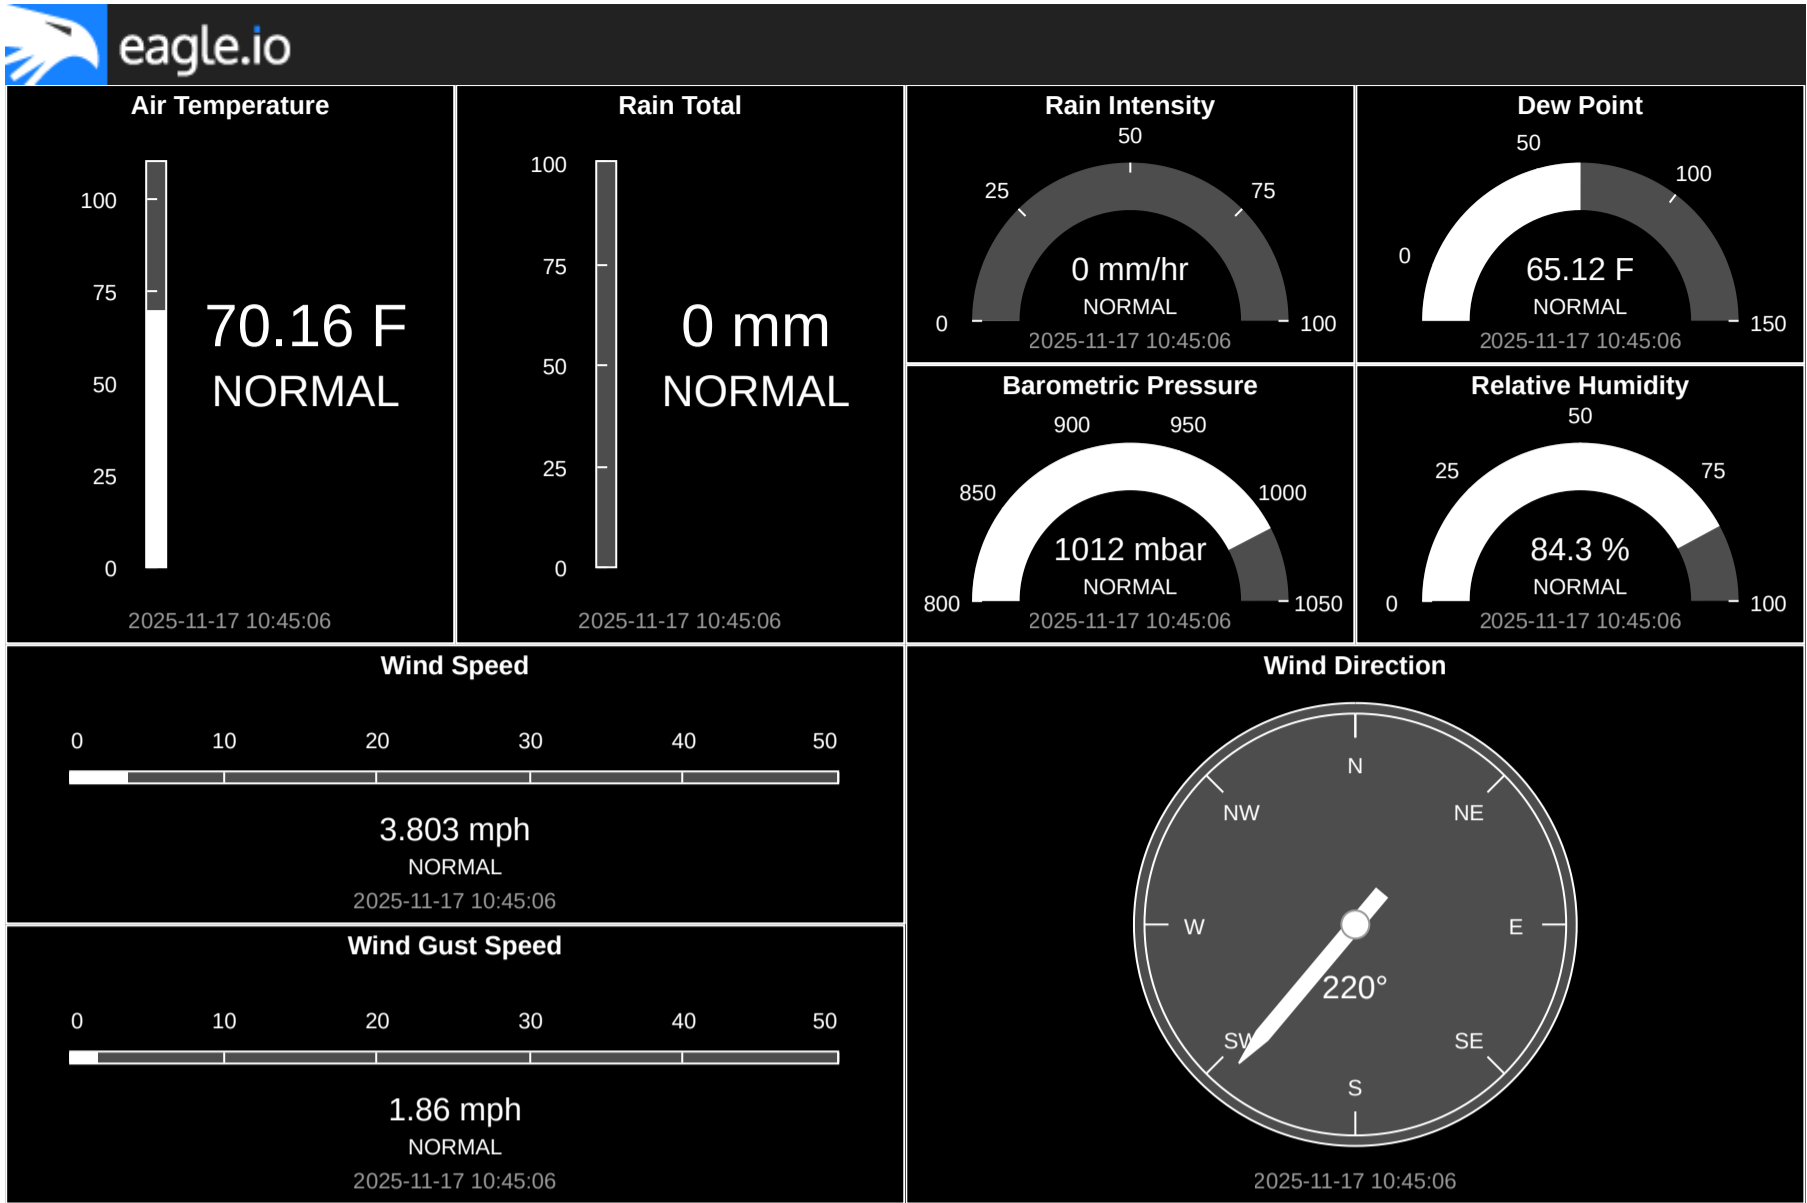 eagle.io
Air Temperature
100
75
50
25
0
70.16 F
NORMAL
2025-11-17 10:45:06
Rain Total
100
75
50
25
0
0 mm
NORMAL
2025-11-17 10:45:06
Rain Intensity
0
25
50
75
100
0 mm/hr
NORMAL
2025-11-17 10:45:06
Dew Point
0
50
100
150
65.12 F
NORMAL
2025-11-17 10:45:06
Barometric Pressure
800
850
900
950
1000
1050
1012 mbar
NORMAL
2025-11-17 10:45:06
Relative Humidity
0
25
50
75
100
84.3 %
NORMAL
2025-11-17 10:45:06
Wind Speed
0 10 20 30 40 50
3.803 mph
NORMAL
2025-11-17 10:45:06
Wind Gust Speed
0 10 20 30 40 50
1.86 mph
NORMAL
2025-11-17 10:45:06
Wind Direction
N
NW NE
W E
220°
SW SE
S
2025-11-17 10:45:06